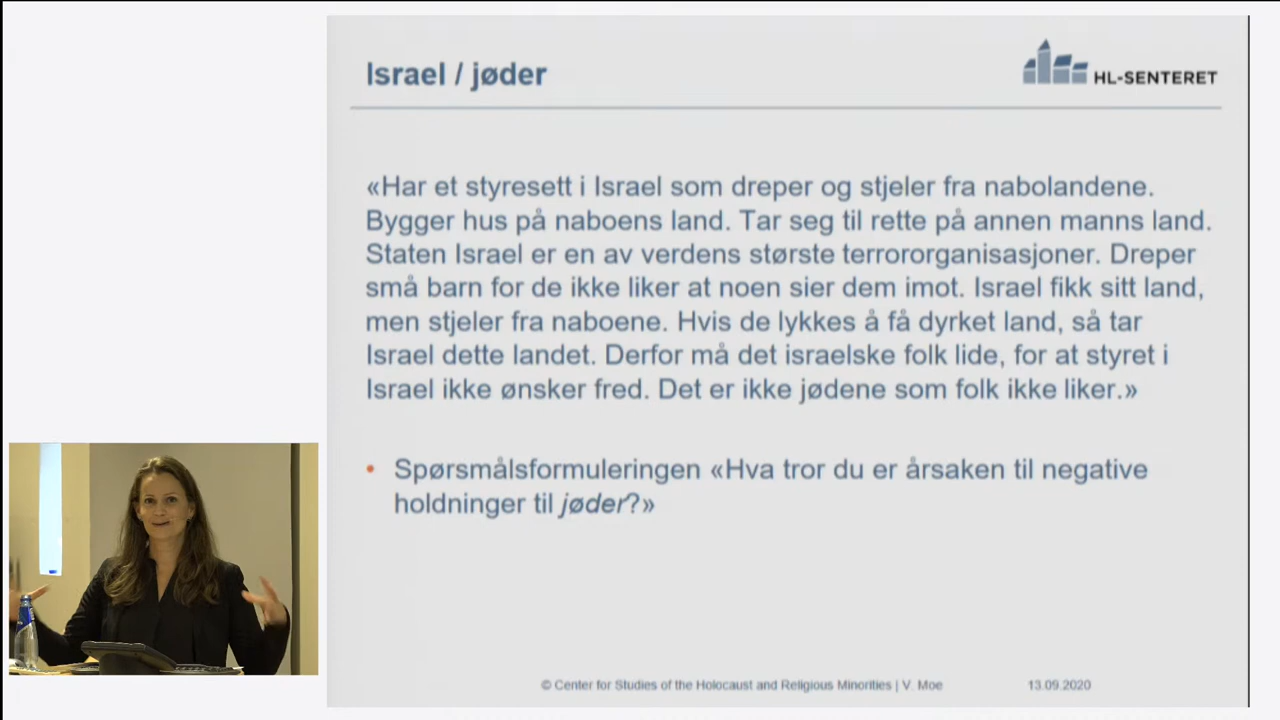 Israel / jøder
HL-SENTERET
«Har et styresett i Israel som dreper og stjeler fra nabolandene.
Bygger hus på naboens land. Tar seg til rette på annen manns land.
Staten Israel er en av verdens største terrororganisasjoner. Dreper
små barn for de ikke liker at noen sier dem imot. Israel fikk sitt land,
men stjeler fra naboene. Hvis de lykkes å få dyrket land, så tar
Israel dette landet. Derfor må det israelske folk lide, for at styret i
Israel ikke ønsker fred. Det er ikke jødene som folk ikke liker.»
• Spørsmålsformuleringen «Hva tror du er årsaken til negative
holdninger til jøder?»
© Center for Studies of the Holocaust and Religious Minorities | V. Moe
13.09.2020